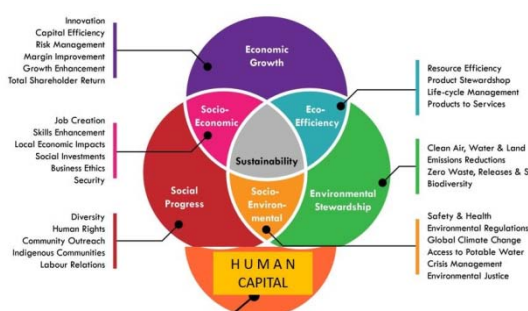 Innovation
Capital Efficiency
Risk Management
Margin Improvement
Growth Enhancement
Total Shareholder Return
Economic
Growth
Resource Efficiency
Product Stewardshop
Life-cycle Management
Products to Services
Job Creation
Skills Enhancement
Local Economic Impacts
Social Investments
Business Ethics
Security
Socio-
Economic
Eco-
Efficiency
Sustainability
Clean Air, Water & Land
Emissions Reductions
Zero Waste, Releases & S
Biodiversity
Social
Progress
Socio-
Environ-
mental
Environmental
Stewardship
Diversity
Human Rights
Community Outreach
Indigenous Communities
Labour Relations
Safety & Health
Environmental Regulations
Global Climate Change
Access to Potable Water
Crisis Management
Environmental Justice
HUMAN
CAPITAL